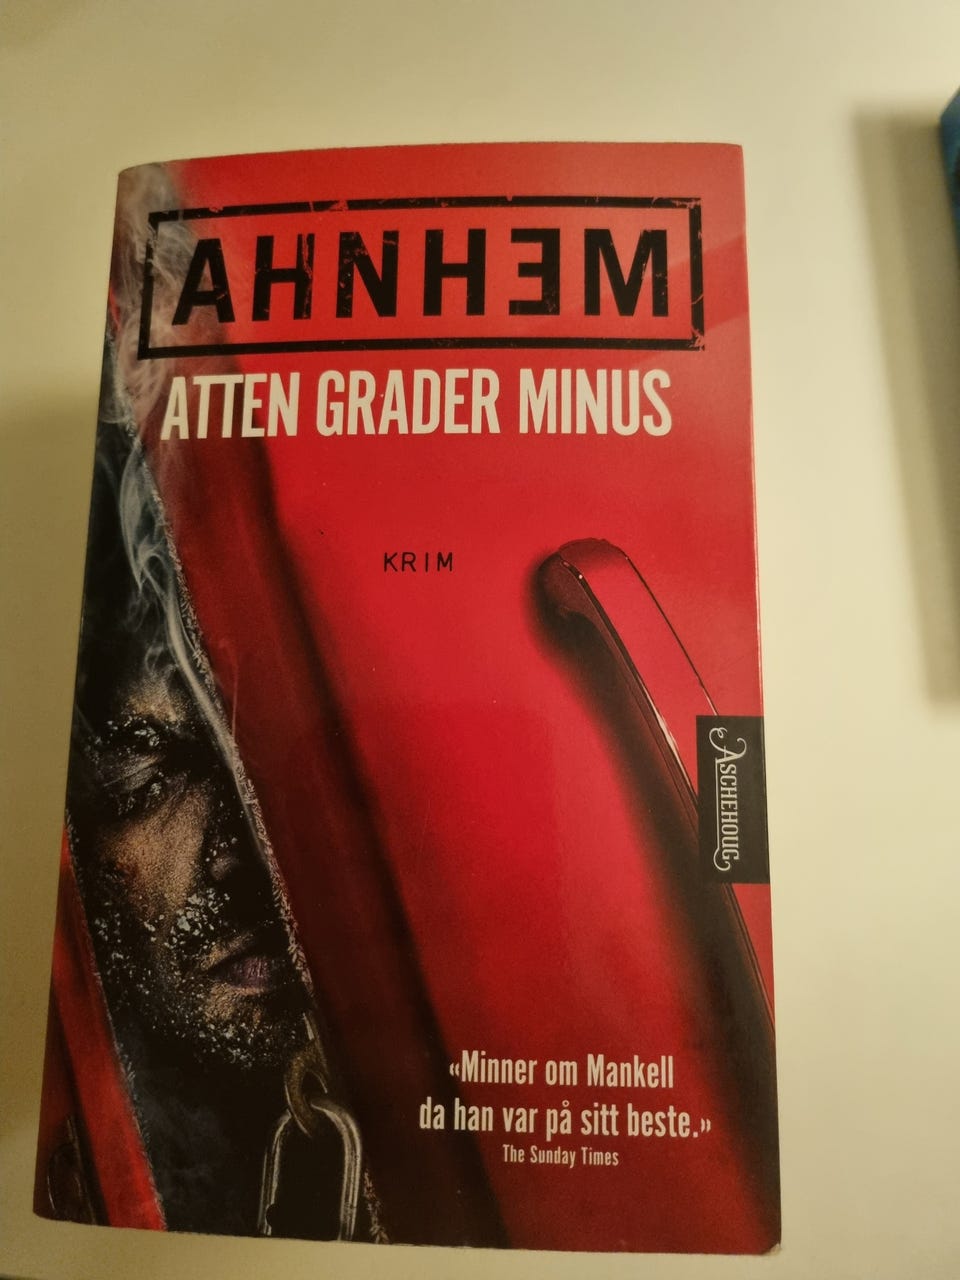 AHNHEM
ATTEN GRADER MINUS
KRIM
ASCHEHOUG
«Minner om Mankell
da han var på sitt beste.»
The Sunday Times